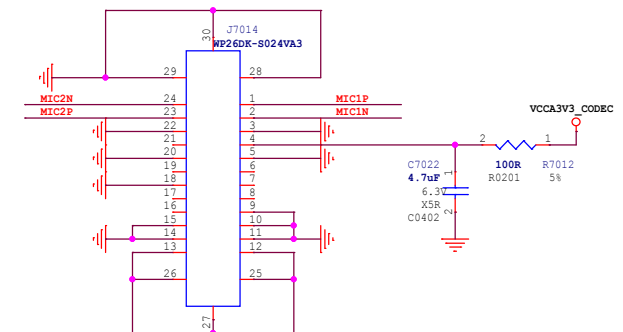 J7014
WP26DK-S024VA3
30
29 28
MIC2N 24 1 MIC1P
MIC2P 23 2 MIC1N
22 3
21 4
20 5
19 6
18 7
17 8
16 9
15 10
14 11
13 12
26 25
27
VCCA3V3_CODEC
2 1
100R R7012
R0201 5%
C7022 1
4.7uF
6.3V
X5R
C0402 2